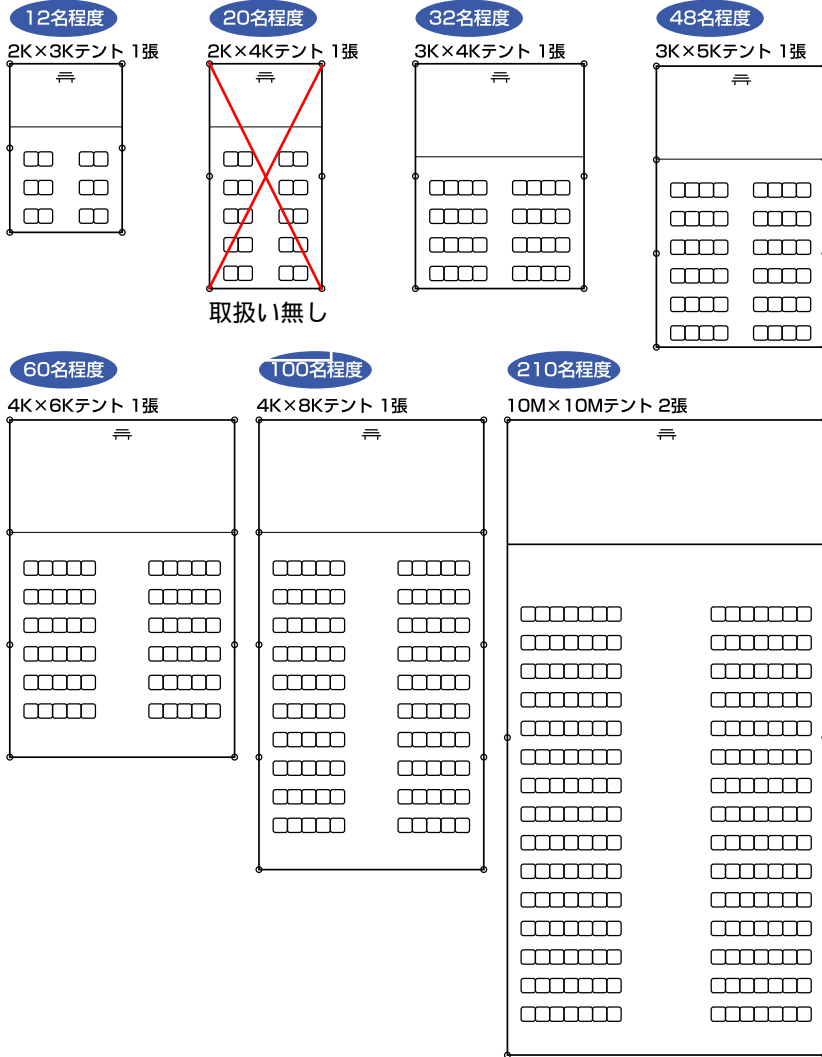 12名程度
2K×3Kテント 1張
20名程度
2K×4Kテント 1張
取扱い無し
32名程度
3K×4Kテント 1張
48名程度
3K×5Kテント 1張
60名程度
4K×6Kテント 1張
100名程度
4K×8Kテント 1張
210名程度
10M×10Mテント 2張